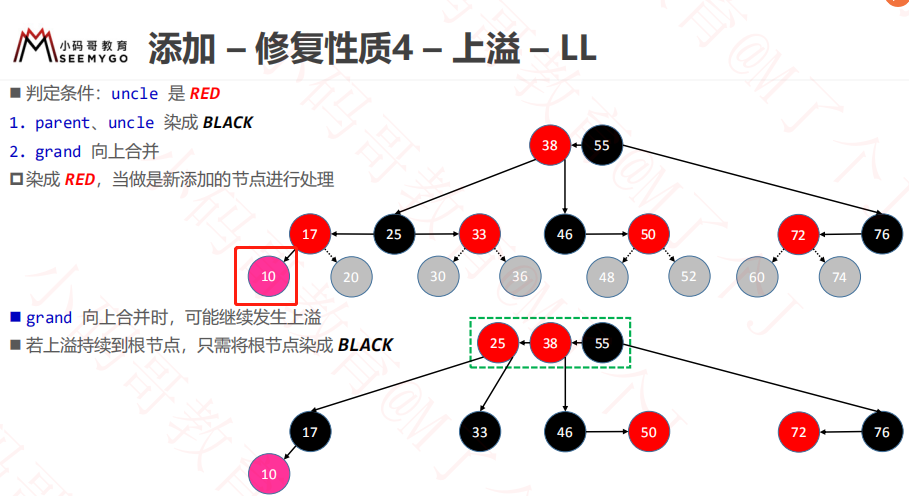 小码哥教育
SEEMYGO
添加 – 修复性质4 – 上溢 – LL
判定条件：uncle 是 RED
1. parent、uncle 染成 BLACK
2. grand 向上合并
染成 RED，当做是新添加的节点进行处理
38 55
17 25 33 46 50 72 76
10 20 30 36 48 52 60 74
grand 向上合并时，可能继续发生上溢
若上溢持续到根节点，只需将根节点染成 BLACK
25 38 55
17 33 46 50 72 76
10